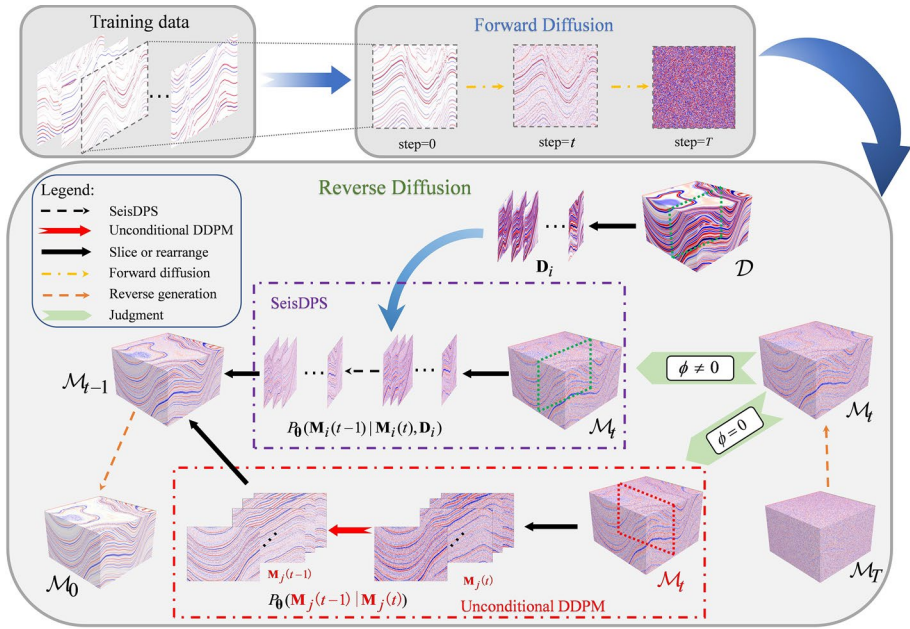 Training data
Forward Diffusion
step=0
step=t
step=T
Legend:
SeisDPS
Unconditional DDPM
Slice or rearrange
Forward diffusion
Reverse generation
Judgment
Reverse Diffusion
D_i
𝒟
SeisDPS
ℳ_{t−1}
P_θ(M_i(t−1) | M_i(t), D_i)
ℳ_t
ϕ ≠ 0
ℳ_t
ϕ = 0
ℳ_0
M_j(t−1)
M_j(t)
P_θ(M_j(t−1) | M_j(t))
ℳ_t
Unconditional DDPM
ℳ_T